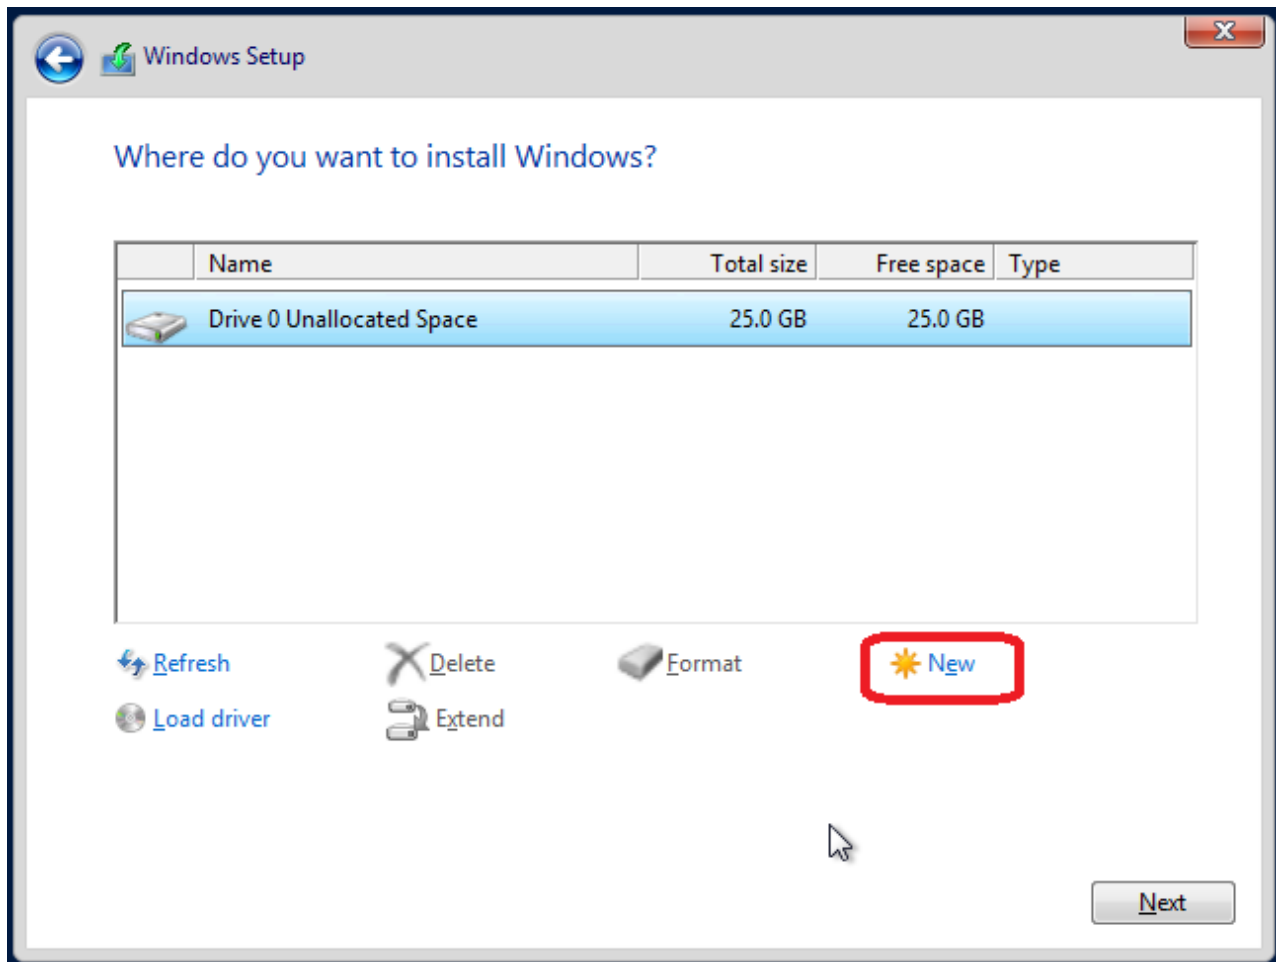 Windows Setup
Where do you want to install Windows?
Name Total size Free space Type
Drive 0 Unallocated Space 25.0 GB 25.0 GB
Refresh Delete Format New
Load driver Extend
Next